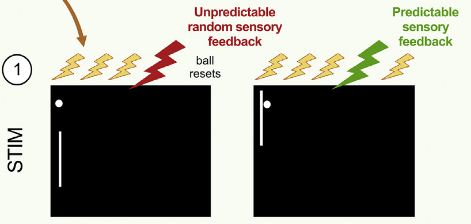 Unpredictable
random sensory
feedback
ball
resets
Predictable
sensory
feedback
1
STIM